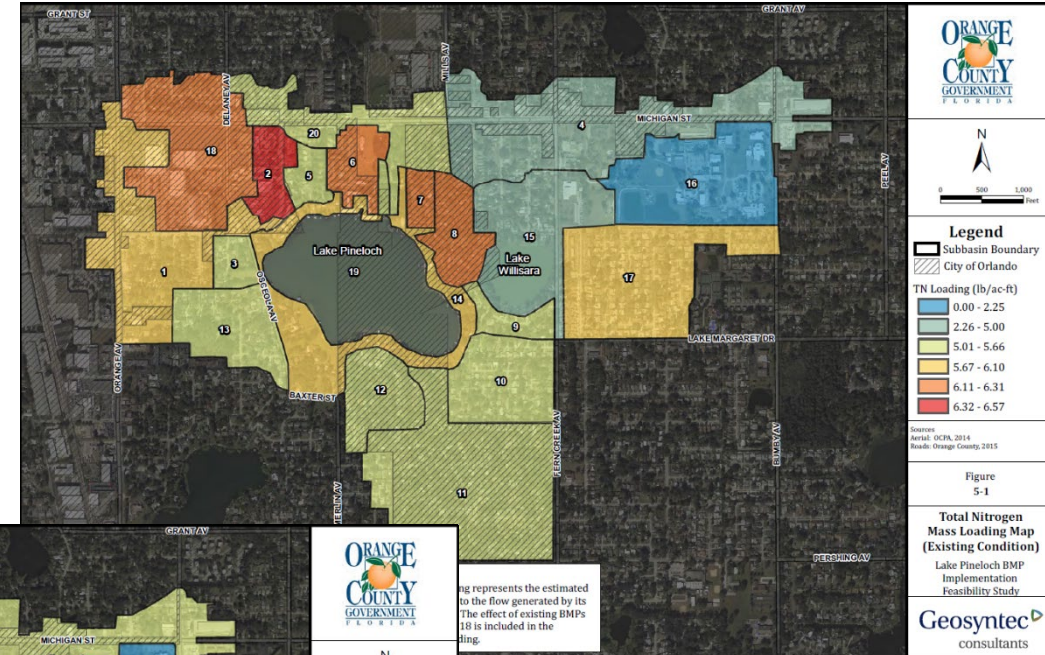 GRANT ST
GRANT AV
DELANEY AV
MILLS AV
MICHIGAN ST
PEEL AV
4
20
18
6
2
5
16
7
8
15
Lake Pineloch
19
Lake
Willisara
3
1
17
OSCEOLA AV
14
9
13
LAKE MARGARET DR
ORANGE AV
10
12
BAXTER ST
FERN CREEK AV
BUMBY AV
11
MERLIN AV
PERSHING AV
ORANGE
COUNTY
GOVERNMENT
FLORIDA
N
0 500 1,000
Feet
Legend
Subbasin Boundary
City of Orlando
TN Loading (lb/ac-ft)
0.00 - 2.25
2.26 - 5.00
5.01 - 5.66
5.67 - 6.10
6.11 - 6.31
6.32 - 6.57
Sources
Aerial: OCPA, 2014
Roads: Orange County, 2015
Figure
5-1
Total Nitrogen
Mass Loading Map
(Existing Condition)
Lake Pineloch BMP
Implementation
Feasibility Study
Geosyntec
consultants
GRANT AV
MICHIGAN ST
ORANGE
COUNTY
GOVERNMENT
FLORIDA
N
ng represents the estimated
to the flow generated by its
The effect of existing BMPs
18 is included in the
ding.